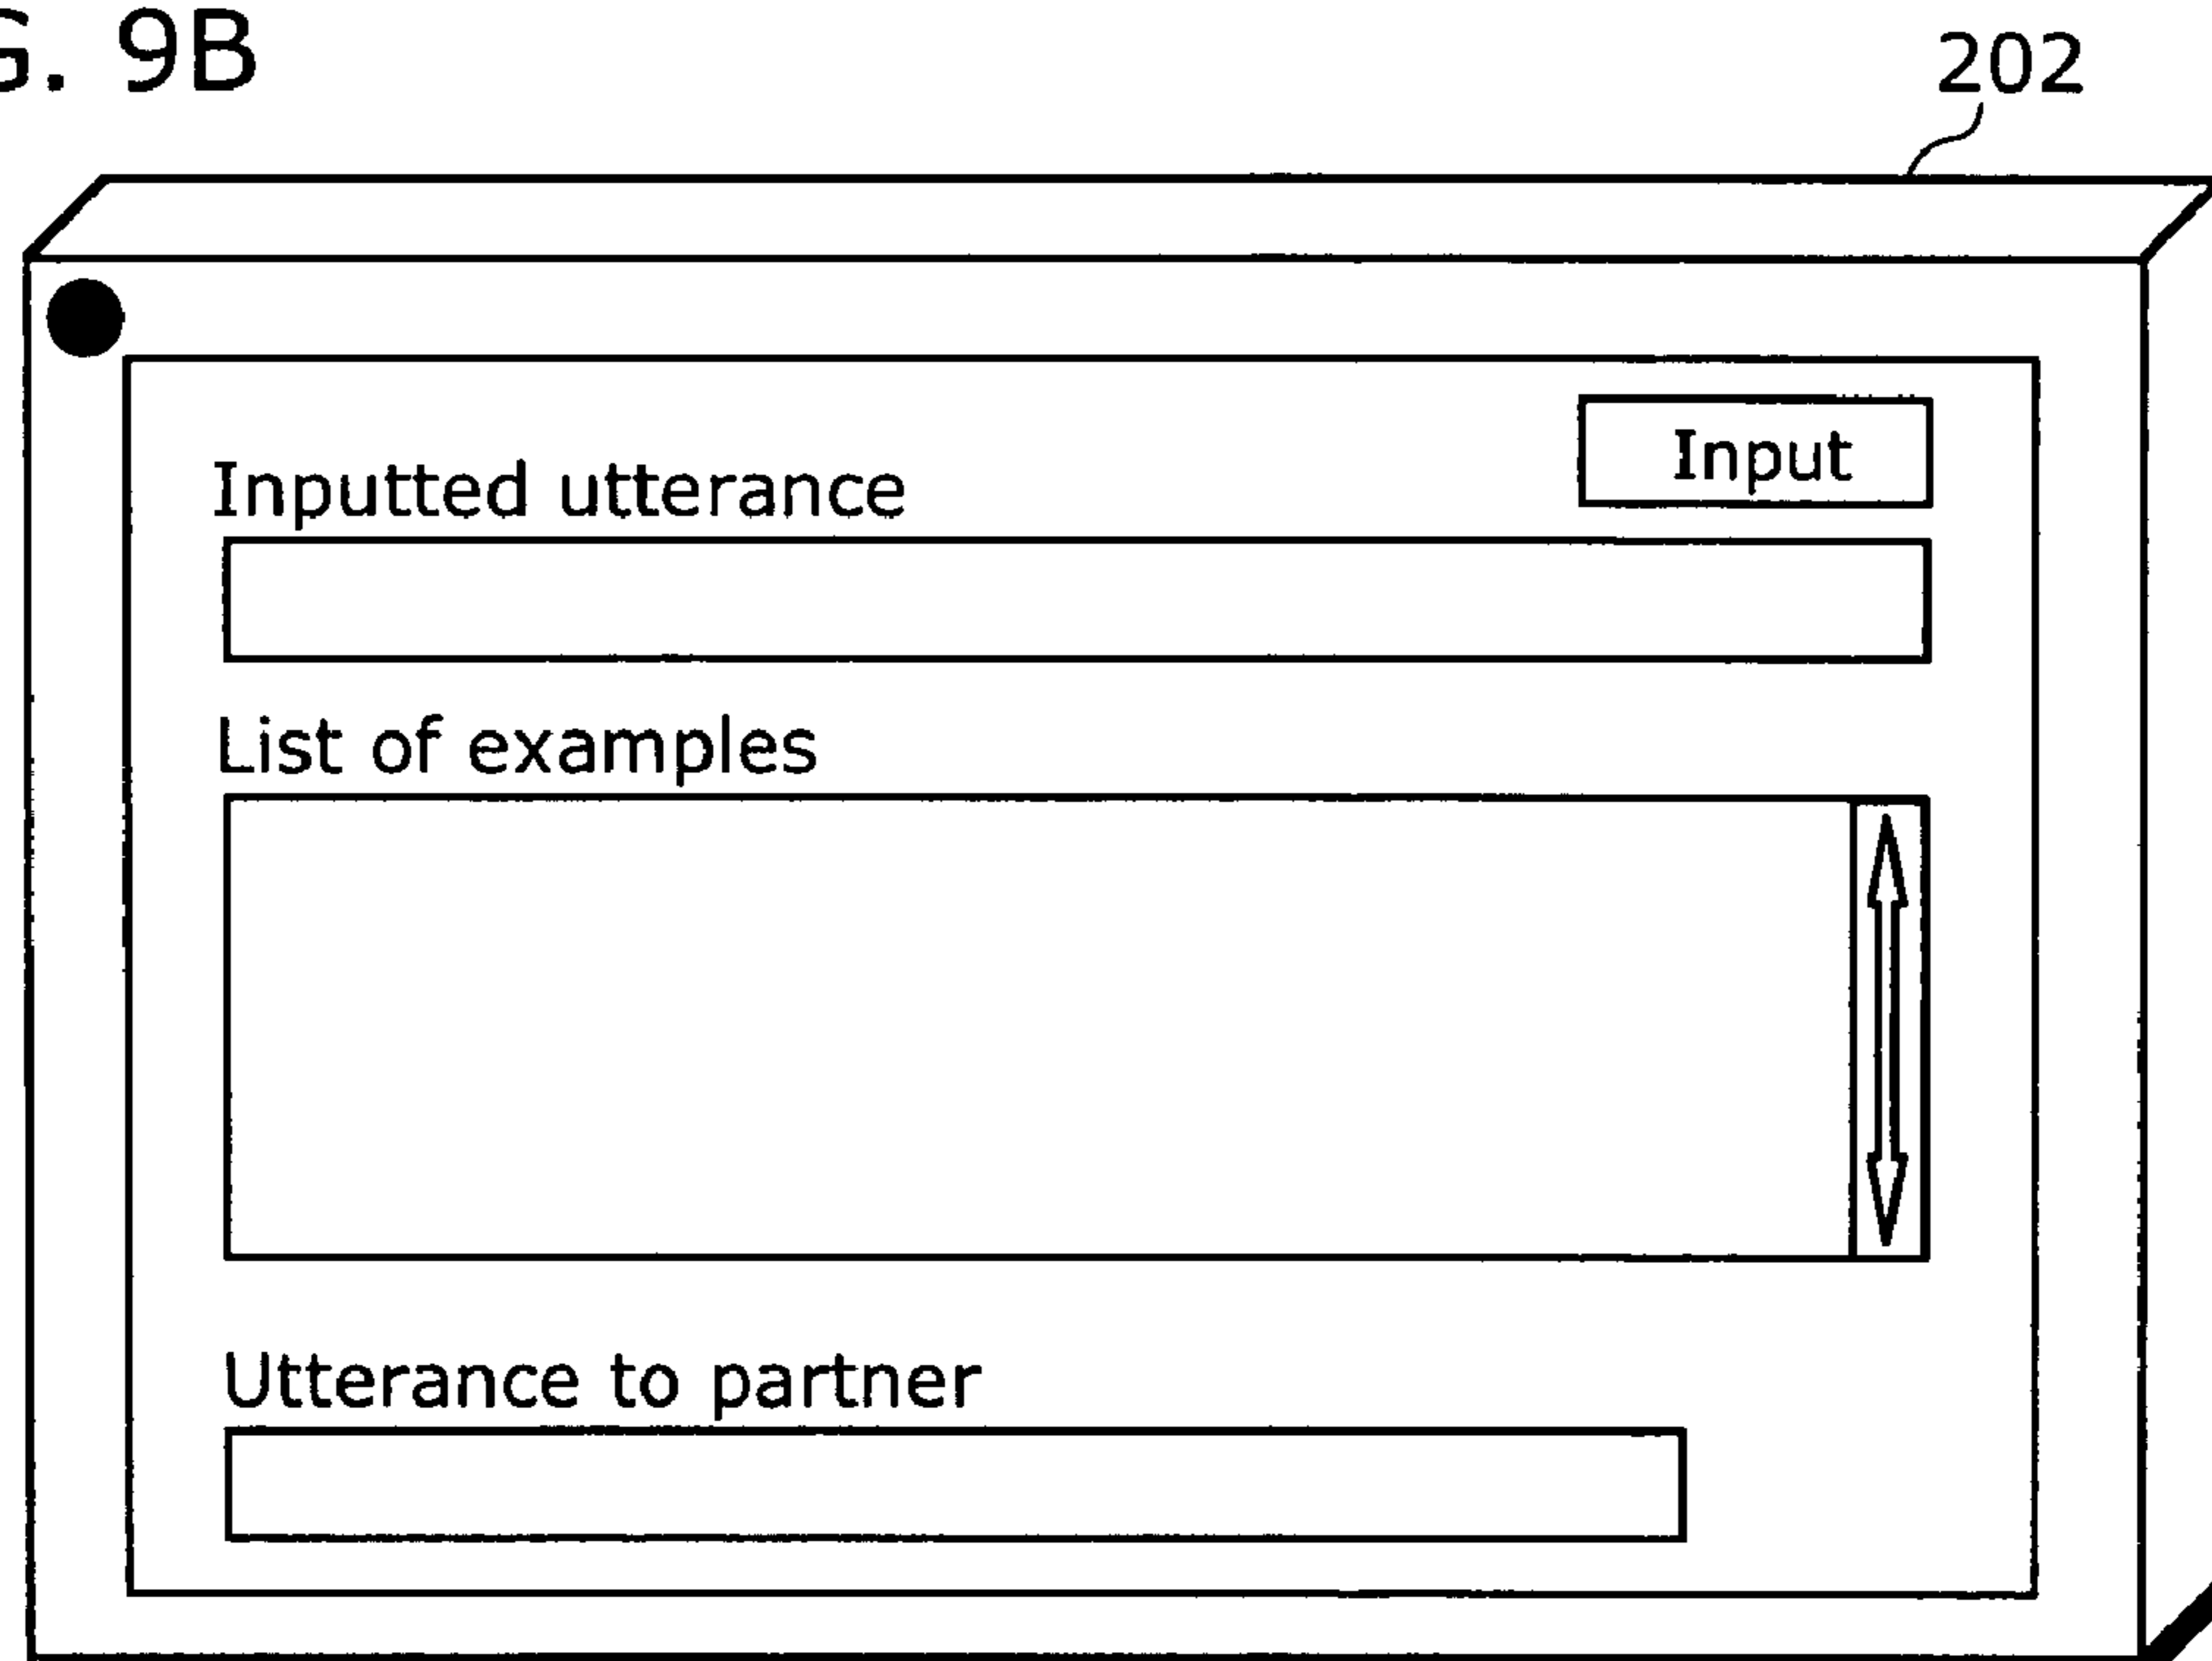 G. 9B
202
Input
Inputted utterance
List of examples
Utterance to partner